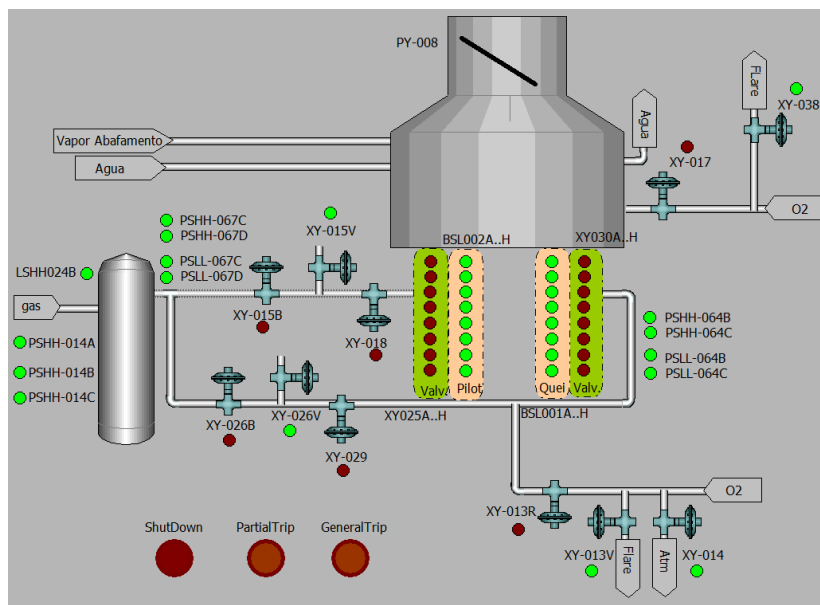 PY-008
FLare
XY-038
Agua
Vapor Abafamento
XY-017
Agua
O2
PSHH-067C
PSHH-067D
XY-015V
BSL002A..H
XY030A..H
PSLL-067C
PSLL-067D
LSHH024B
gas
XY-015B
XY-018
PSHH-064B
PSHH-064C
PSLL-064B
PSLL-064C
PSHH-014A
PSHH-014B
PSHH-014C
Valv.
Pilot
Quei
Valv.
XY-026B
XY-026V
XY025A..H
BSL001A..H
XY-029
O2
XY-013R
ShutDown
PartialTrip
GeneralTrip
XY-013V
Flare
Atm
XY-014